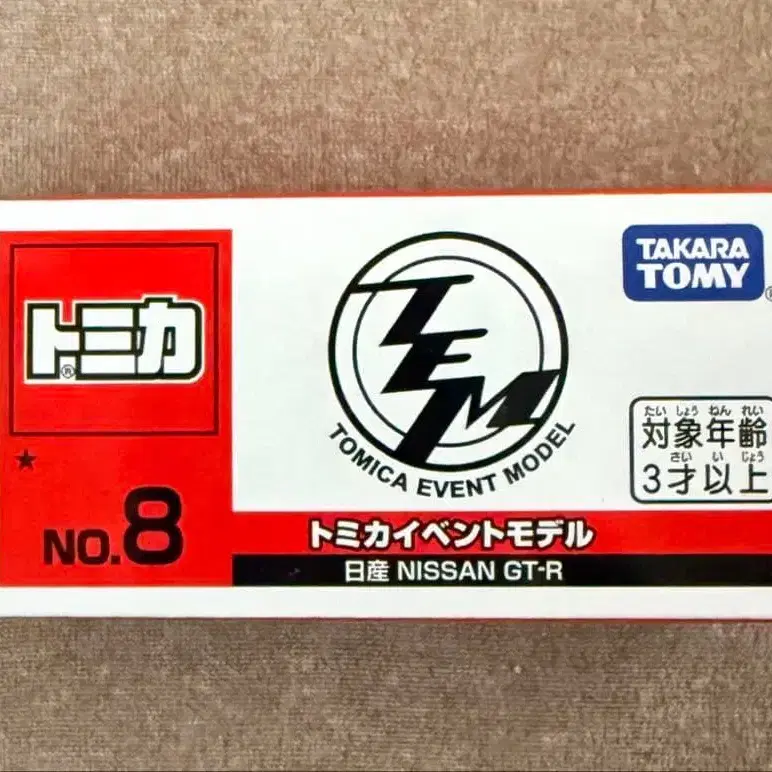 トミカ®
★
NO.8
TEM
TOMICA EVENT MODEL
トミカイベントモデル
日産 NISSAN GT-R
TAKARA
TOMY®
たいしょうねんれい
対象年齢
さいいじょう
3才以上